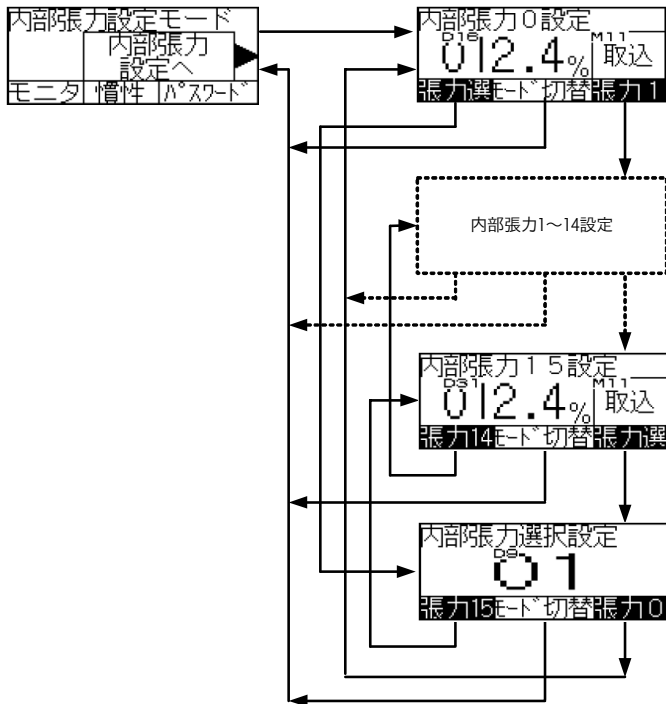 内部張力設定モード
内部張力
設定へ
モニタ 慣性 パスワード
内部張力0設定
D16 M11
012.4% 取込
張力選 モード切替 張力1
内部張力1～14設定
内部張力15設定
D31 M11
012.4% 取込
張力14 モード切替 張力選
内部張力選択設定
D9
01
張力15 モード切替 張力0